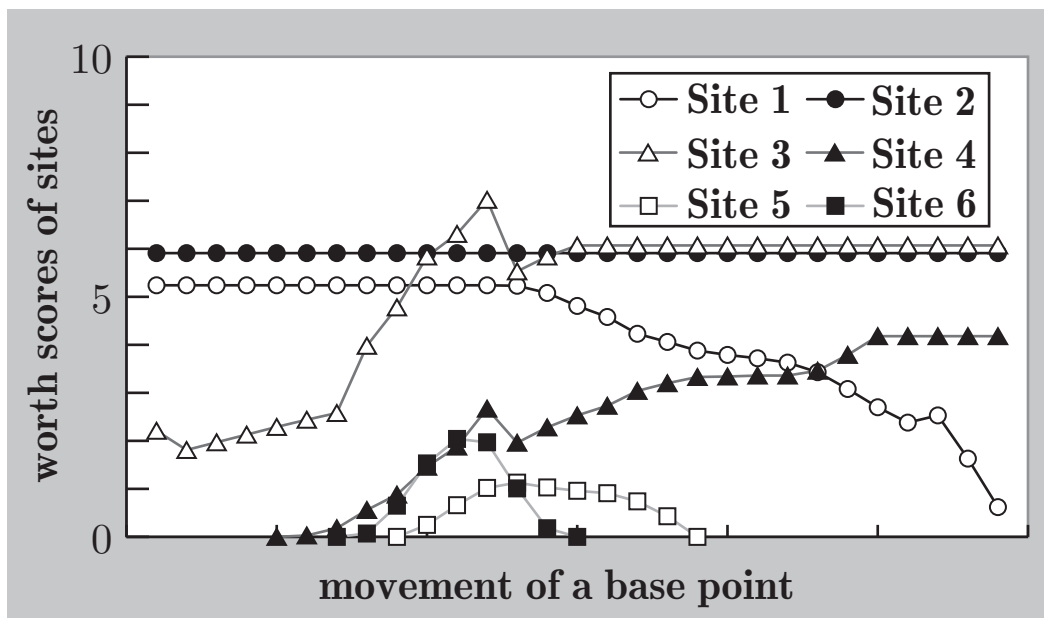 10
5
0
worth scores of sites
movement of a base point
Site 1 Site 2
Site 3 Site 4
Site 5 Site 6